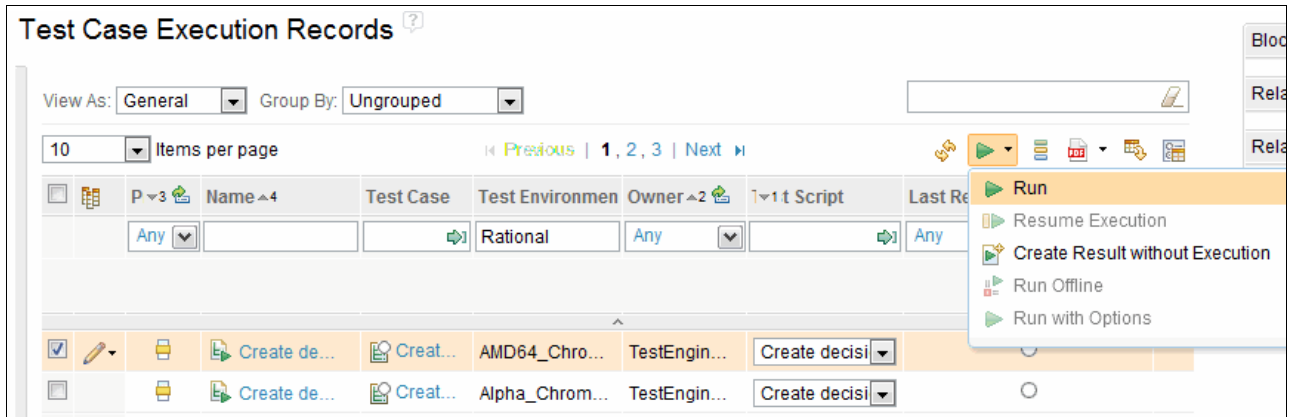 Test Case Execution Records ?
Bloc
View As: General Group By: Ungrouped
Rela
10 Items per page Previous | 1, 2, 3 | Next
PDF
Rela
P 3 Name 4 Test Case Test Environmen Owner 2 T 1:t Script Last Re
Run
Resume Execution
Any Rational Any Any
Create Result without Execution
Run Offline
Run with Options
Create de... Creat... AMD64_Chro... TestEngin... Create decisi
Create de... Creat... Alpha_Chrom... TestEngin... Create decisi